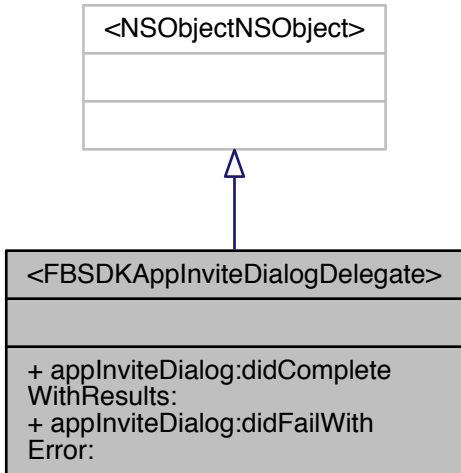 <NSObjectNSObject>
<FBSDKAppInviteDialogDelegate>
+ appInviteDialog:didComplete
WithResults:
+ appInviteDialog:didFailWith
Error: